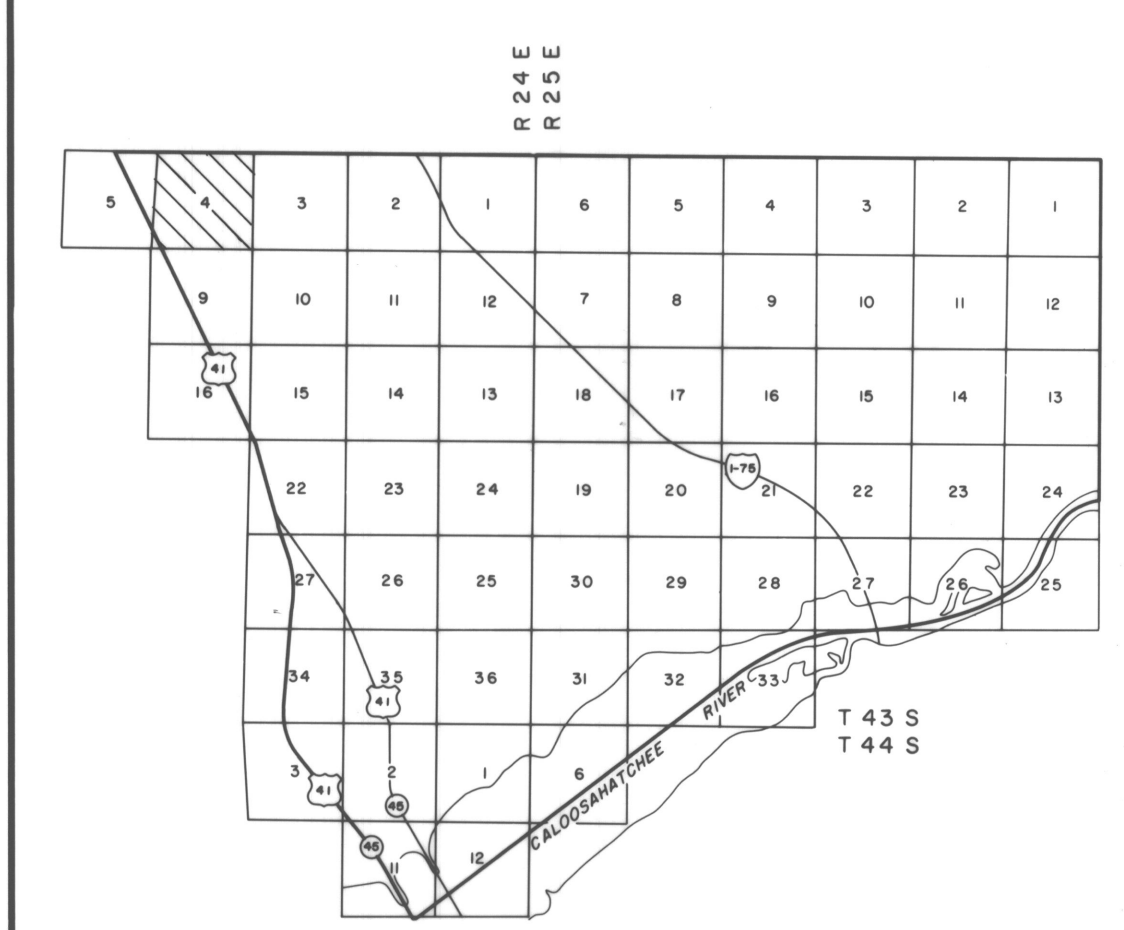 R 24 E
R 25 E
5 4 3 2 1 6 5 4 3 2 1
9 10 11 12 7 8 9 10 11 12
41
16 15 14 13 18 17 16 15 14 13
I-75
22 23 24 19 20 21 22 23 24
27 26 25 30 29 28 27 26 25
34 35 36 31 32 33
41
RIVER
T 43 S
T 44 S
3 2 1 6
41
CALOOSAHATCHEE
45
45
11 12